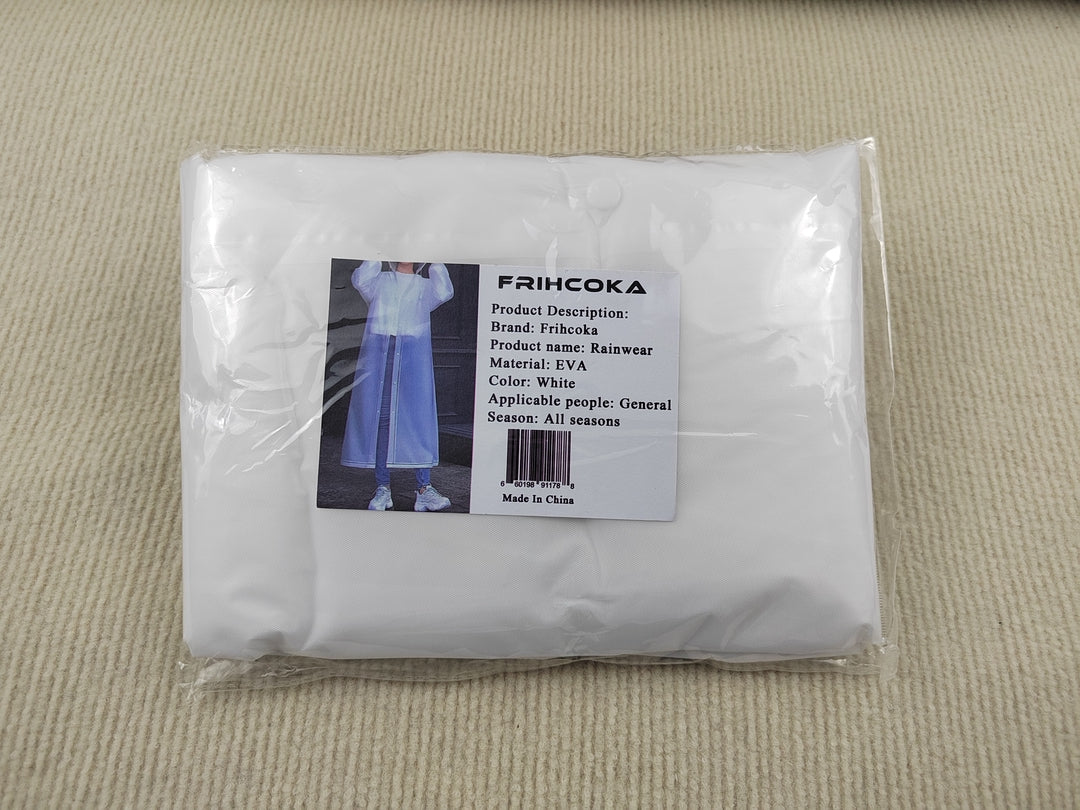 FRIHCOKA
Product Description:
Brand: Frihcoka
Product name: Rainwear
Material: EVA
Color: White
Applicable people: General
Season: All seasons
6 60198 91178 8
Made In China